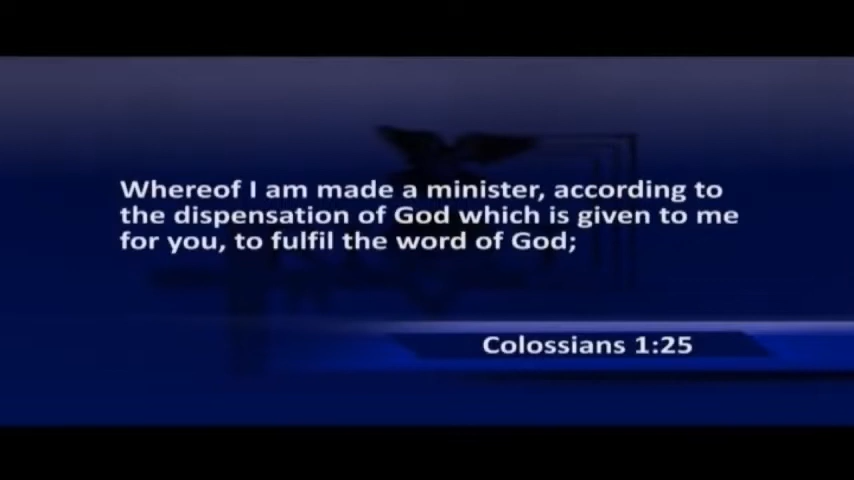 Whereof I am made a minister, according to
the dispensation of God which is given to me
for you, to fulfil the word of God;
Colossians 1:25